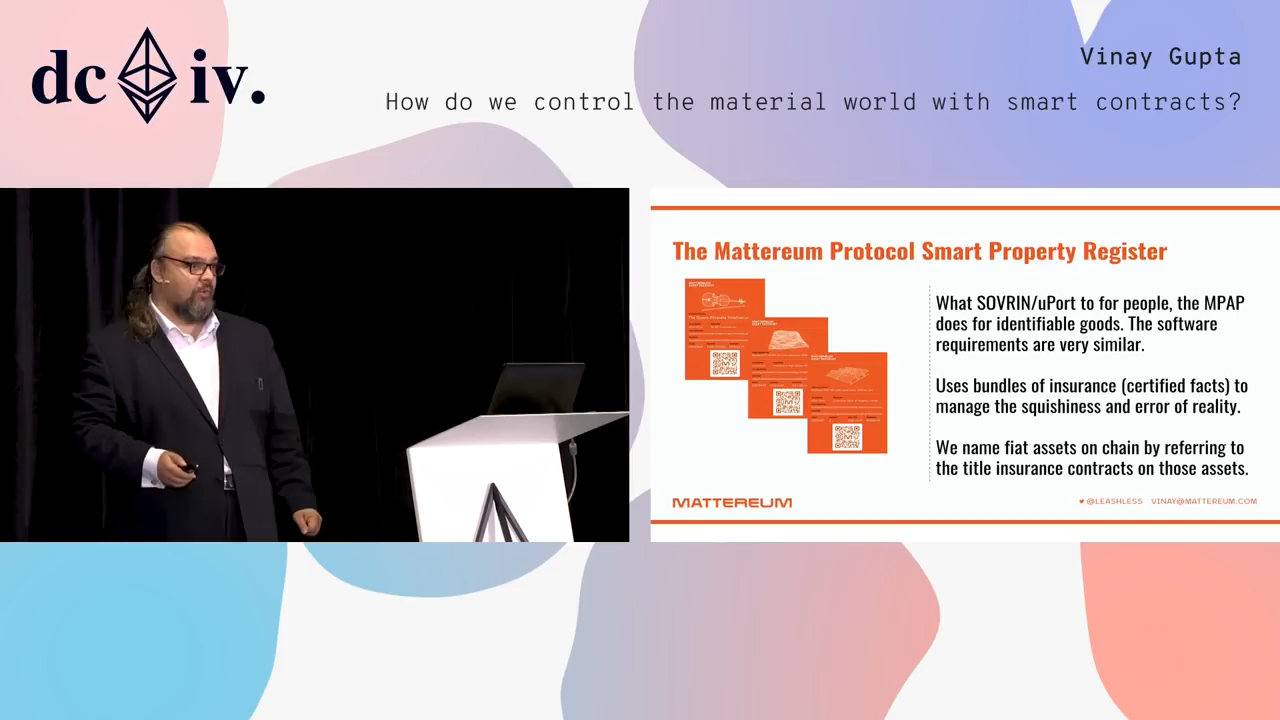 dc iv.
Vinay Gupta
How do we control the material world with smart contracts?
The Mattereum Protocol Smart Property Register
What SOVRIN/uPort to for people, the MPAP
does for identifiable goods. The software
requirements are very similar.
Uses bundles of insurance (certified facts) to
manage the squishiness and error of reality.
We name fiat assets on chain by referring to
the title insurance contracts on those assets.
MATTEREUM
@LEASHLESS VINAY@MATTEREUM.COM